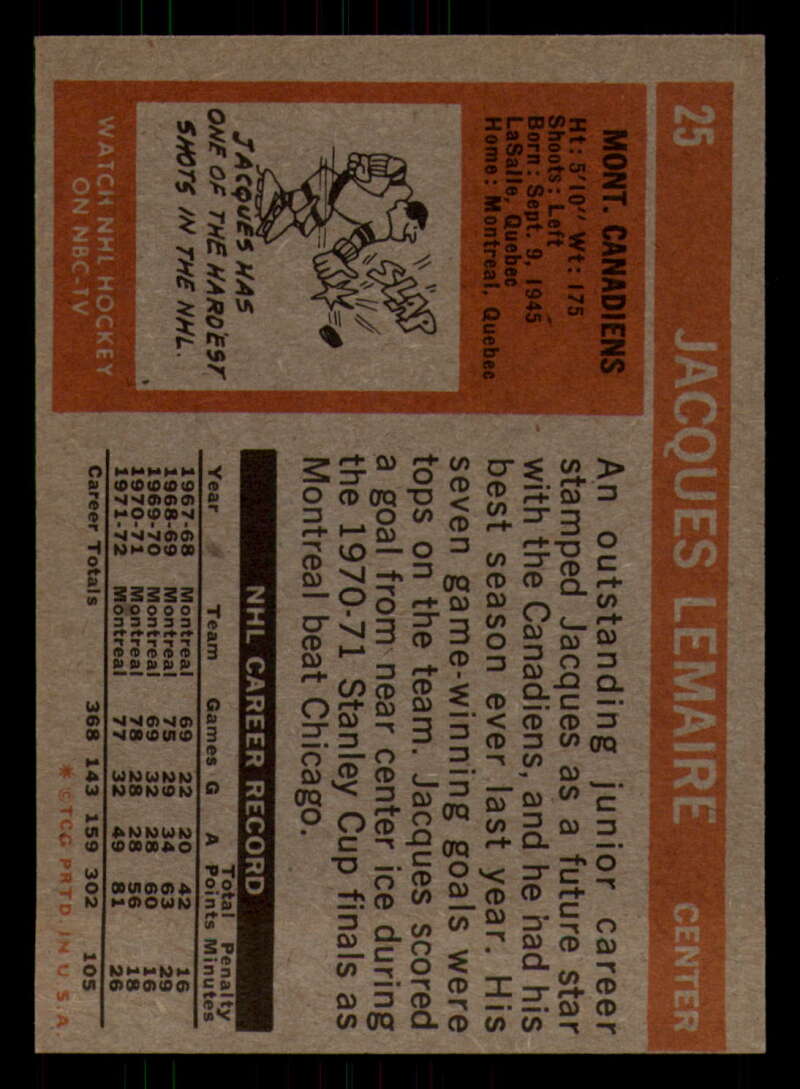 25 JACQUES LEMAIRE CENTER
MONT. CANADIENS
Ht: 5'10" Wt: 175
Shoots: Left
Born: Sept. 9, 1945
LaSalle, Quebec
Home: Montreal, Quebec
SLAP
JACQUES HAS
ONE OF THE HARDEST
SHOTS IN THE NHL.
WATCH NHL HOCKEY
ON NBC-TV
An outstanding junior career
stamped Jacques as a future star
with the Canadiens, and he had his
best season ever last year. His
seven game-winning goals were
tops on the team. Jacques scored
a goal from near center ice during
the 1970-71 Stanley Cup finals as
Montreal beat Chicago.
NHL CAREER RECORD
Total Penalty
Year Team Games G A Points Minutes
1967-68 Montreal 69 22 20 42 16
1968-69 Montreal 75 29 34 63 29
1969-70 Montreal 69 32 28 60 16
1970-71 Montreal 78 28 28 56 18
1971-72 Montreal 77 32 49 81 26
Career Totals 368 143 159 302 105
* ©TCG PRTD IN U.S.A.